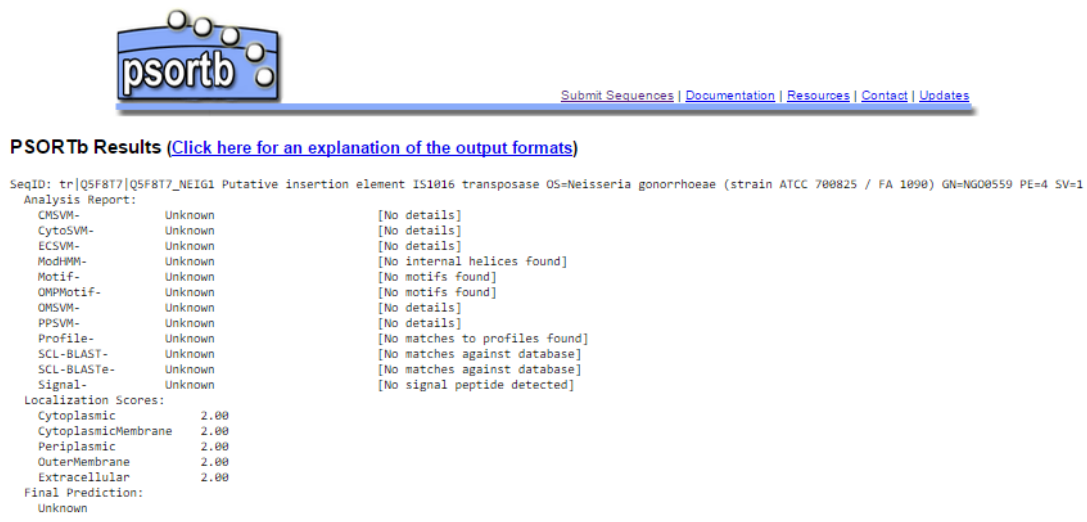 psortb
Submit Sequences | Documentation | Resources | Contact | Updates
PSORTb Results (Click here for an explanation of the output formats)
SeqID: tr|Q5F8T7|Q5F8T7_NEIG1 Putative insertion element IS1016 transposase OS=Neisseria gonorrhoeae (strain ATCC 700825 / FA 1090) GN=NGO0559 PE=4 SV=1
Analysis Report:
CMSVM- Unknown [No details]
CytoSVM- Unknown [No details]
ECSVM- Unknown [No details]
ModHMM- Unknown [No internal helices found]
Motif- Unknown [No motifs found]
OMPMotif- Unknown [No motifs found]
OMSVM- Unknown [No details]
PPSVM- Unknown [No details]
Profile- Unknown [No matches to profiles found]
SCL-BLAST- Unknown [No matches against database]
SCL-BLASTe- Unknown [No matches against database]
Signal- Unknown [No signal peptide detected]
Localization Scores:
Cytoplasmic 2.00
CytoplasmicMembrane 2.00
Periplasmic 2.00
OuterMembrane 2.00
Extracellular 2.00
Final Prediction:
Unknown